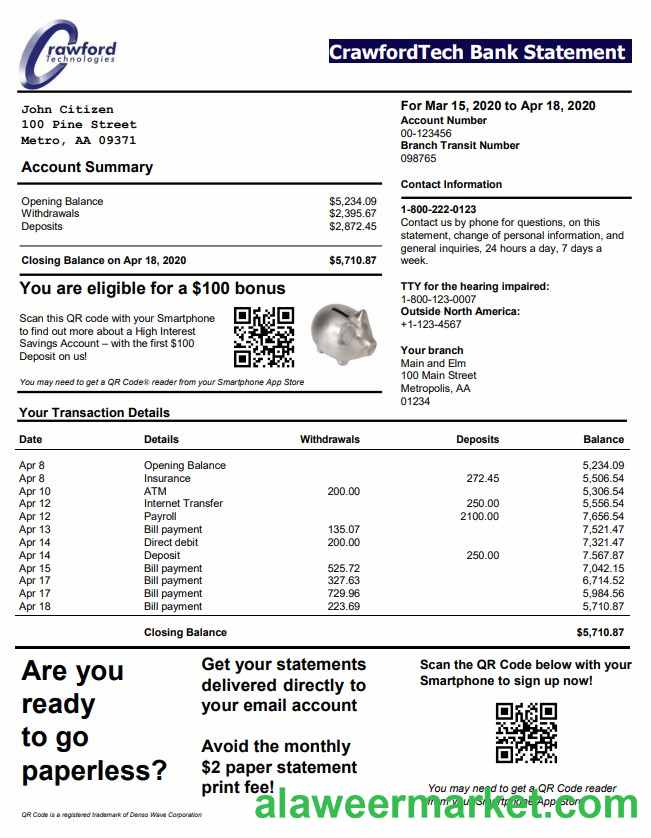 Crawford
Technologies
CrawfordTech Bank Statement
John Citizen
100 Pine Street
Metro, AA 09371
Account Summary
Opening Balance $5,234.09
Withdrawals $2,395.67
Deposits $2,872.45
Closing Balance on Apr 18, 2020 $5,710.87
For Mar 15, 2020 to Apr 18, 2020
Account Number
00-123456
Branch Transit Number
098765
Contact Information
1-800-222-0123
Contact us by phone for questions, on this
statement, change of personal information, and
general inquiries, 24 hours a day, 7 days a
week.
TTY for the hearing impaired:
1-800-123-0007
Outside North America:
+1-123-4567
Your branch
Main and Elm
100 Main Street
Metropolis, AA
01234
You are eligible for a $100 bonus
Scan this QR code with your Smartphone
to find out more about a High Interest
Savings Account – with the first $100
Deposit on us!
You may need to get a QR Code® reader from your Smartphone App Store
Your Transaction Details
Date Details Withdrawals Deposits Balance
Apr 8 Opening Balance 5,234.09
Apr 8 Insurance 272.45 5,506.54
Apr 10 ATM 200.00 5,306.54
Apr 12 Internet Transfer 250.00 5,556.54
Apr 12 Payroll 2100.00 7,656.54
Apr 13 Bill payment 135.07 7,521.47
Apr 14 Direct debit 200.00 7,321.47
Apr 14 Deposit 250.00 7.567.87
Apr 15 Bill payment 525.72 7,042.15
Apr 17 Bill payment 327.63 6,714.52
Apr 17 Bill payment 729.96 5,984.56
Apr 18 Bill payment 223.69 5,710.87
Closing Balance $5,710.87
Are you
ready
to go
paperless?
Get your statements
delivered directly to
your email account
Avoid the monthly
$2 paper statement
print fee!
Scan the QR Code below with your
Smartphone to sign up now!
You may need to get a QR Code reader
from your Smartphone App Store
QR Code is a registered trademark of Denso Wave Corporation
alaweermarket.com